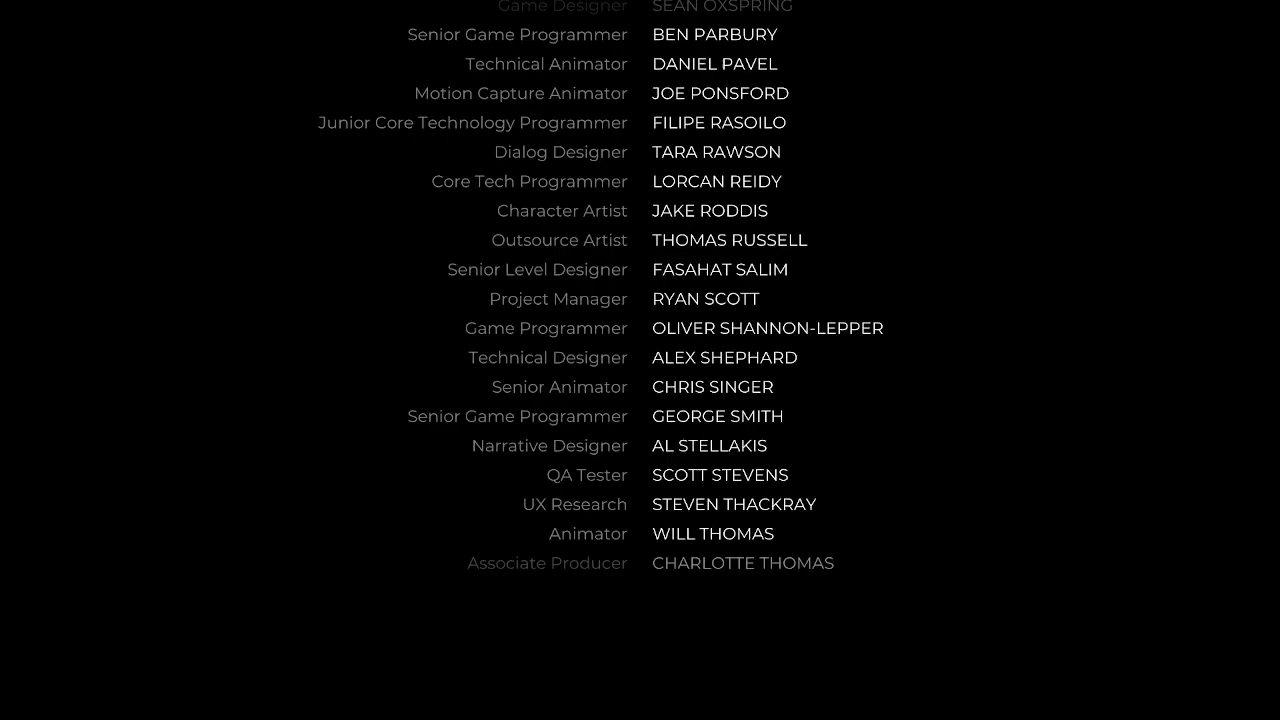 Game Designer SEAN OXSPRING
Senior Game Programmer BEN PARBURY
Technical Animator DANIEL PAVEL
Motion Capture Animator JOE PONSFORD
Junior Core Technology Programmer FILIPE RASOILO
Dialog Designer TARA RAWSON
Core Tech Programmer LORCAN REIDY
Character Artist JAKE RODDIS
Outsource Artist THOMAS RUSSELL
Senior Level Designer FASAHAT SALIM
Project Manager RYAN SCOTT
Game Programmer OLIVER SHANNON-LEPPER
Technical Designer ALEX SHEPHARD
Senior Animator CHRIS SINGER
Senior Game Programmer GEORGE SMITH
Narrative Designer AL STELLAKIS
QA Tester SCOTT STEVENS
UX Research STEVEN THACKRAY
Animator WILL THOMAS
Associate Producer CHARLOTTE THOMAS